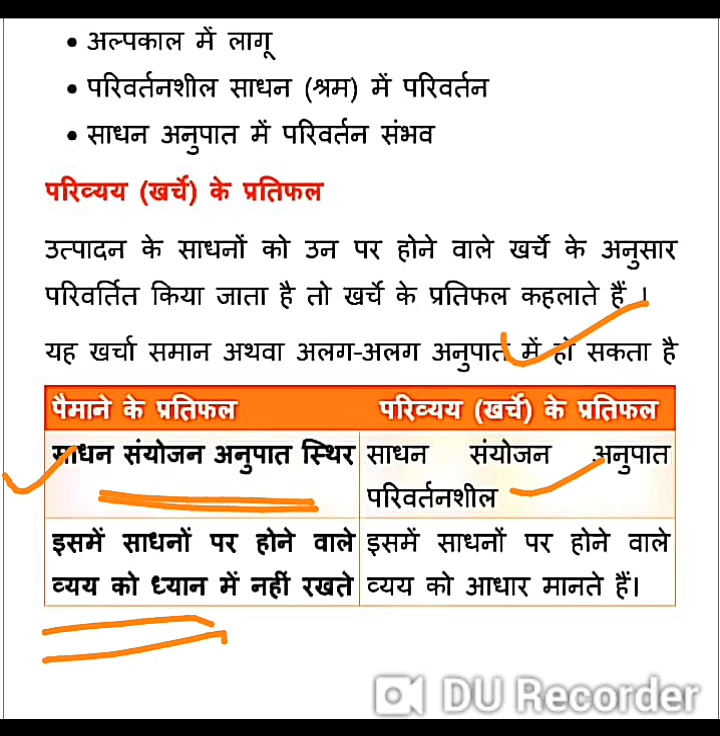 • अल्पकाल में लागू
• परिवर्तनशील साधन (श्रम) में परिवर्तन
• साधन अनुपात में परिवर्तन संभव
परिव्यय (खर्चे) के प्रतिफल
उत्पादन के साधनों को उन पर होने वाले खर्चे के अनुसार
परिवर्तित किया जाता है तो खर्चे के प्रतिफल कहलाते हैं ।
यह खर्चा समान अथवा अलग-अलग अनुपात में हो सकता है
पैमाने के प्रतिफल परिव्यय (खर्चे) के प्रतिफल
साधन संयोजन अनुपात स्थिर साधन संयोजन अनुपात
परिवर्तनशील
इसमें साधनों पर होने वाले इसमें साधनों पर होने वाले
व्यय को ध्यान में नहीं रखते व्यय को आधार मानते हैं।
DU Recorder